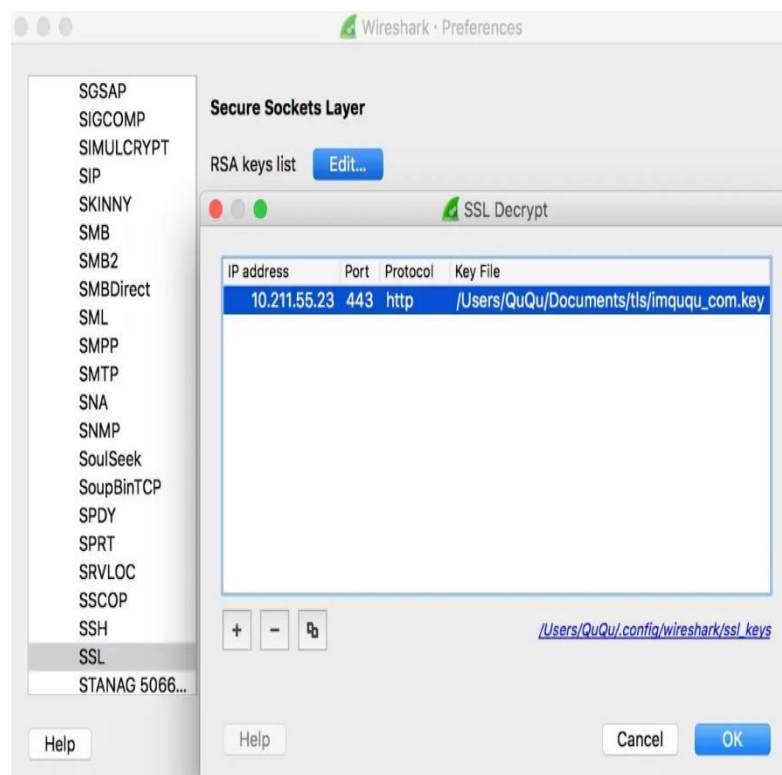 Wireshark · Preferences
SGSAP
SIGCOMP
SIMULCRYPT
SIP
SKINNY
SMB
SMB2
SMBDirect
SML
SMPP
SMTP
SNA
SNMP
SoulSeek
SoupBinTCP
SPDY
SPRT
SRVLOC
SSCOP
SSH
SSL
STANAG 5066...
Help
Secure Sockets Layer
RSA keys list Edit...
SSL Decrypt
IP address Port Protocol Key File
10.211.55.23 443 http /Users/QuQu/Documents/tls/imququ_com.key
+ −
/Users/QuQu/.config/wireshark/ssl_keys
Help Cancel OK